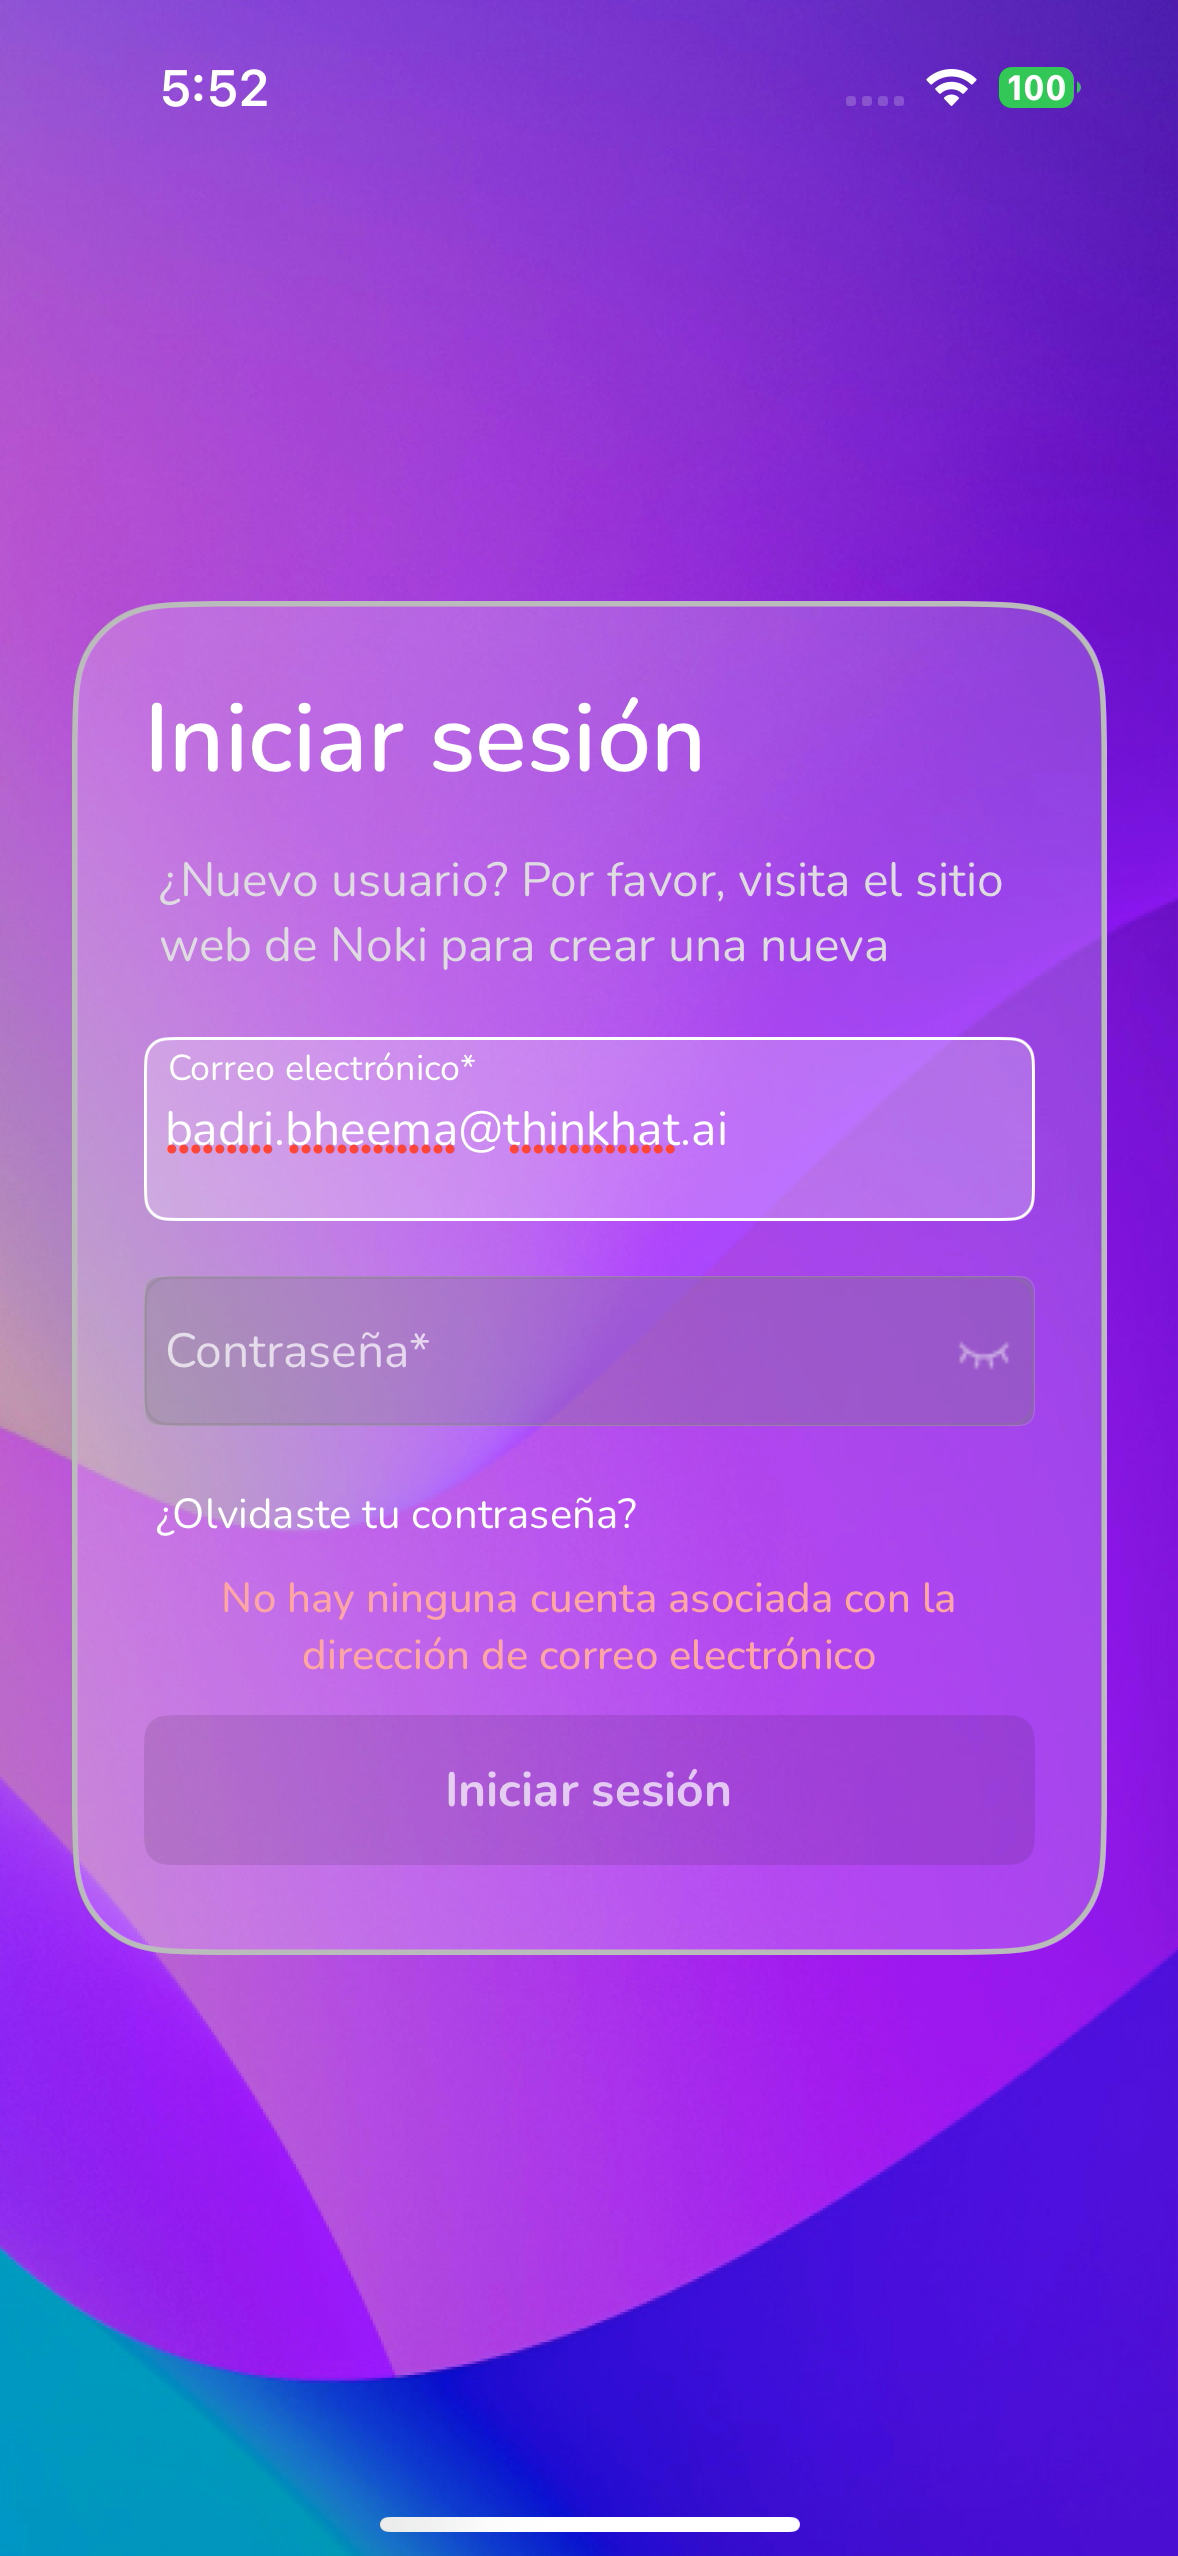 5:52
100
Iniciar sesión
¿Nuevo usuario? Por favor, visita el sitio
web de Noki para crear una nueva
Correo electrónico*
badri.bheema@thinkhat.ai
Contraseña*
¿Olvidaste tu contraseña?
No hay ninguna cuenta asociada con la
dirección de correo electrónico
Iniciar sesión